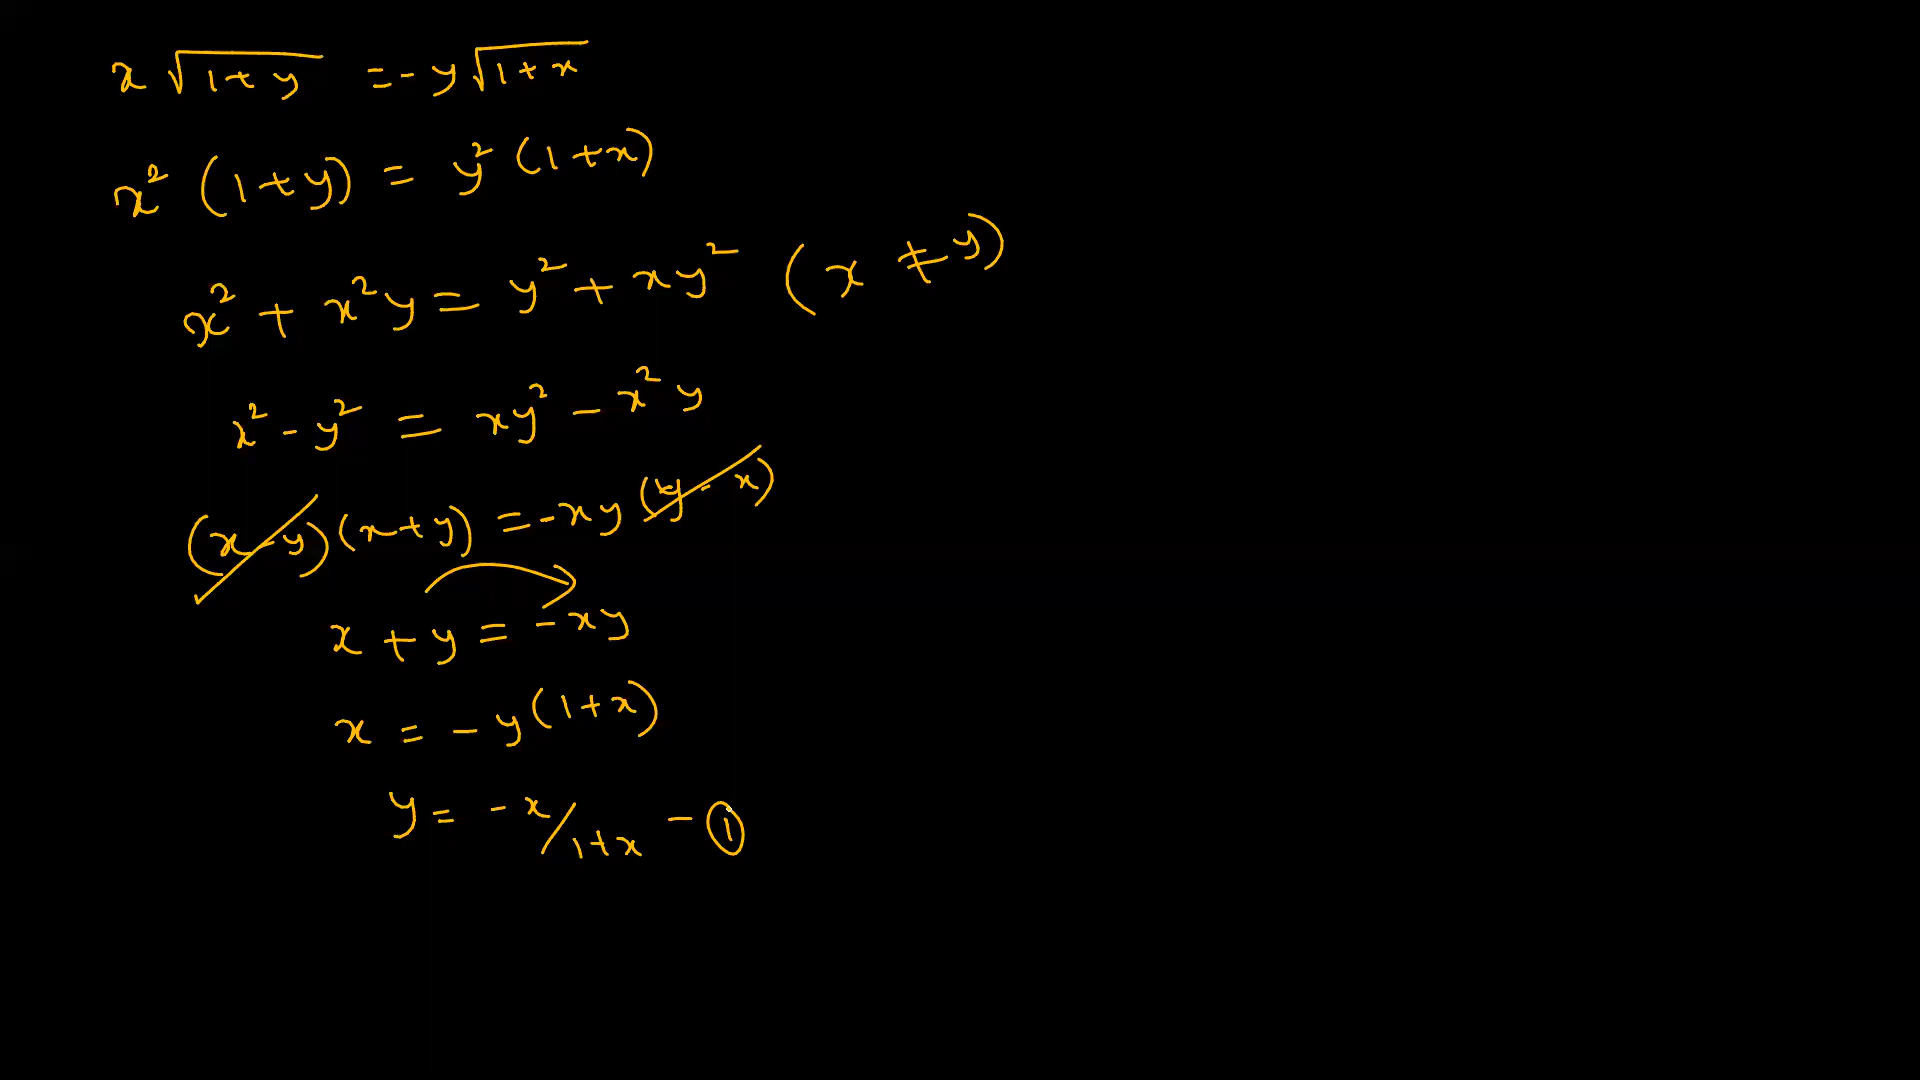 x √(1+y) = -y √(1+x)
x² (1+y) = y² (1+x)
x² + x²y = y² + xy² (x ≠ y)
x² - y² = xy² - x²y
(x-y)(x+y) = -xy (y-x)
x + y = -xy
x = -y(1+x)
y = -x/1+x - ①